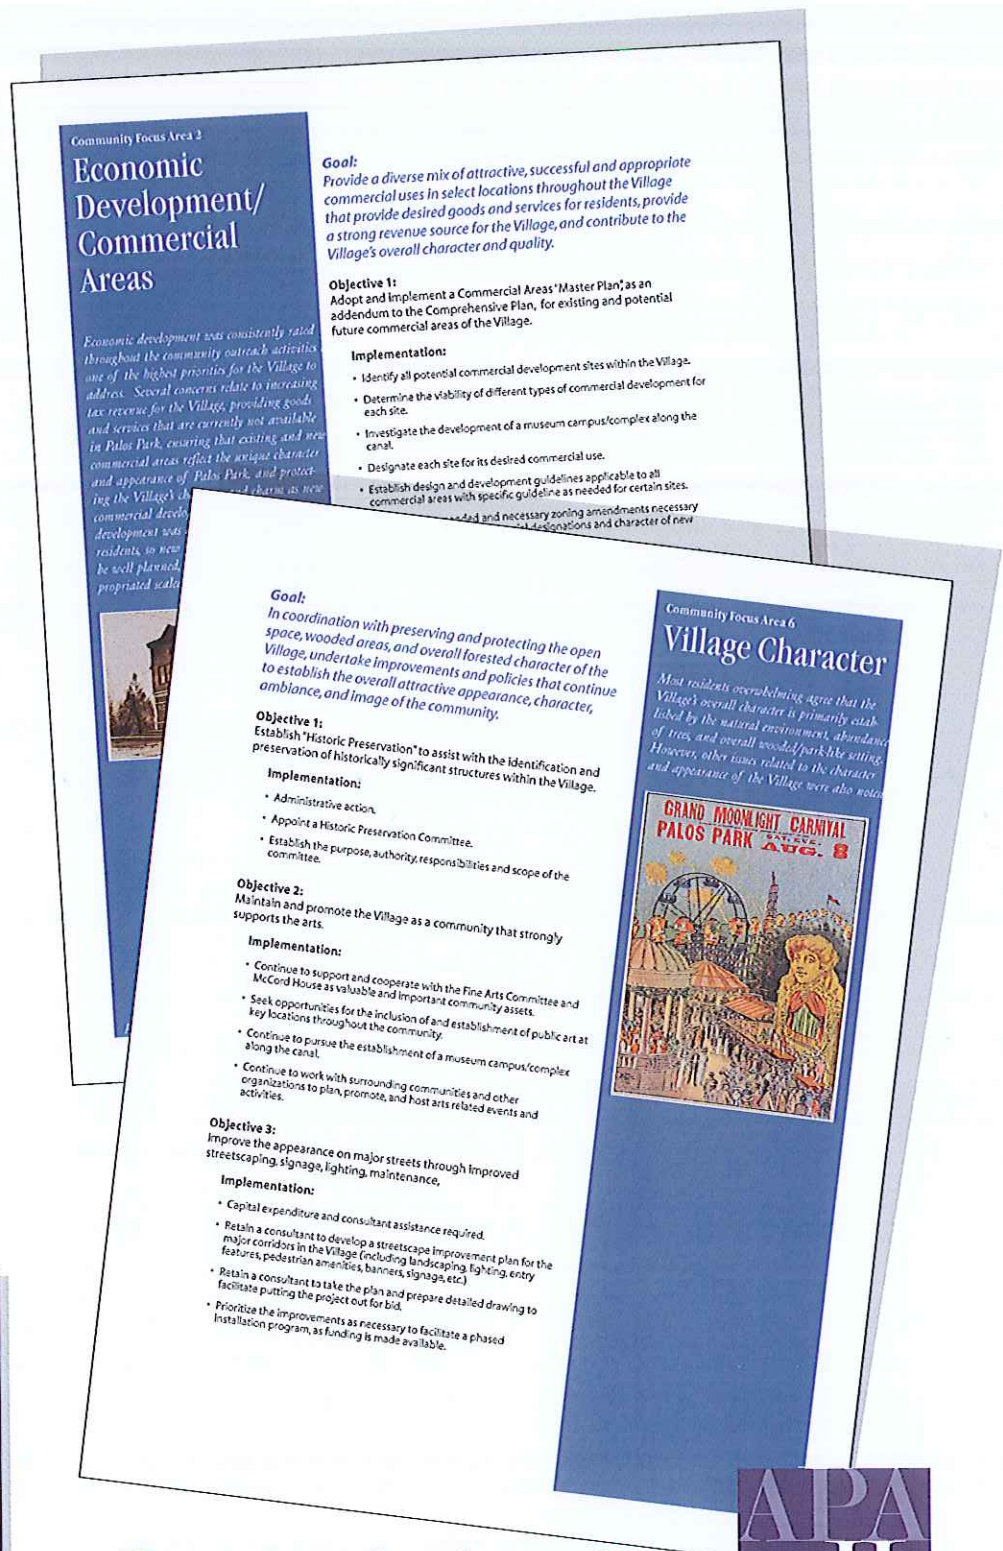 Community Focus Area 2
Economic
Development/
Commercial
Areas
Economic development was consistently rated
throughout the community outreach activities
one of the highest priorities for the Village to
address. Several concerns relate to increasing
tax revenue for the Village, providing goods
and services that are currently not available
in Palos Park, ensuring that existing and new
commercial areas reflect the unique character
and appearance of Palos Park, and protect-
ing the Village's and charm as new
commercial
development was
residents, so new
be well planned,
propriated scale
Goal:
Provide a diverse mix of attractive, successful and appropriate
commercial uses in select locations throughout the Village
that provide desired goods and services for residents, provide
a strong revenue source for the Village, and contribute to the
Village's overall character and quality.
Objective 1:
Adopt and implement a Commercial Areas "Master Plan", as an
addendum to the Comprehensive Plan, for existing and potential
future commercial areas of the Village.
Implementation:
• Identify all potential commercial development sites within the Village.
• Determine the viability of different types of commercial development for
each site.
• Investigate the development of a museum campus/complex along the
canal.
• Designate each site for its desired commercial use.
• Establish design and development guidelines applicable to all
commercial areas with specific guideline as needed for certain sites.
and necessary zoning amendments necessary
designations and character of new
Goal:
In coordination with preserving and protecting the open
space, wooded areas, and overall forested character of the
Village, undertake improvements and policies that continue
to establish the overall attractive appearance, character,
ambiance, and image of the community.
Objective 1:
Establish "Historic Preservation" to assist with the identification and
preservation of historically significant structures within the Village.
Implementation:
• Administrative action.
• Appoint a Historic Preservation Committee.
• Establish the purpose, authority, responsibilities and scope of the
committee.
Objective 2:
Maintain and promote the Village as a community that strongly
supports the arts.
Implementation:
• Continue to support and cooperate with the Fine Arts Committee and
McCord House as valuable and important community assets.
• Seek opportunities for the inclusion of and establishment of public art at
key locations throughout the community.
• Continue to pursue the establishment of a museum campus/complex
along the canal.
• Continue to work with surrounding communities and other
organizations to plan, promote, and host arts related events and
activities.
Objective 3:
Improve the appearance on major streets through improved
streetscaping, signage, lighting, maintenance,
Implementation:
• Capital expenditure and consultant assistance required.
• Retain a consultant to develop a streetscape improvement plan for the
major corridors in the Village (including landscaping, lighting, entry
features, pedestrian amenities, banners, signage, etc.)
• Retain a consultant to take the plan and prepare detailed drawing to
facilitate putting the project out for bid.
• Prioritize the improvements as necessary to facilitate a phased
installation program, as funding is made available.
Community Focus Area 6
Village Character
Most residents overwhelming agree that the
Village's overall character is primarily estab-
lished by the natural environment, abundance
of trees, and overall wooded/park-like setting.
However, other issues related to the character
and appearance of the Village were also noted
GRAND MOONLIGHT CARNIVAL
PALOS PARK SAT. EVE. AUG. 8
APA